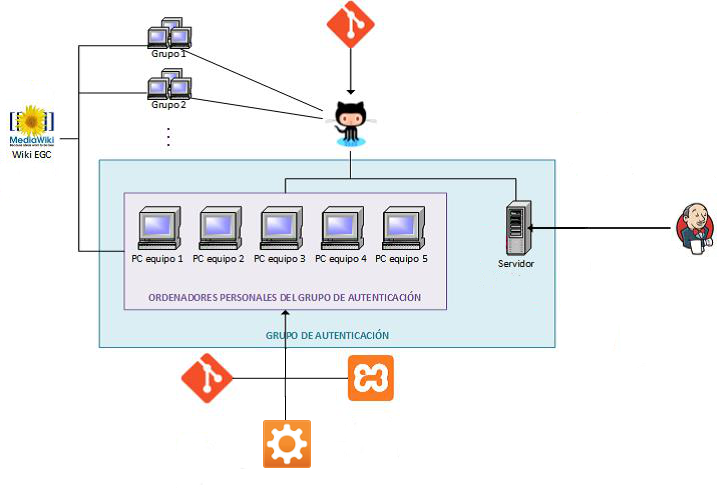 Grupo 1
Grupo 2
MediaWiki
Wiki EGC
PC equipo 1
PC equipo 2
PC equipo 3
PC equipo 4
PC equipo 5
Servidor
ORDENADORES PERSONALES DEL GRUPO DE AUTENTICACIÓN
GRUPO DE AUTENTICACIÓN